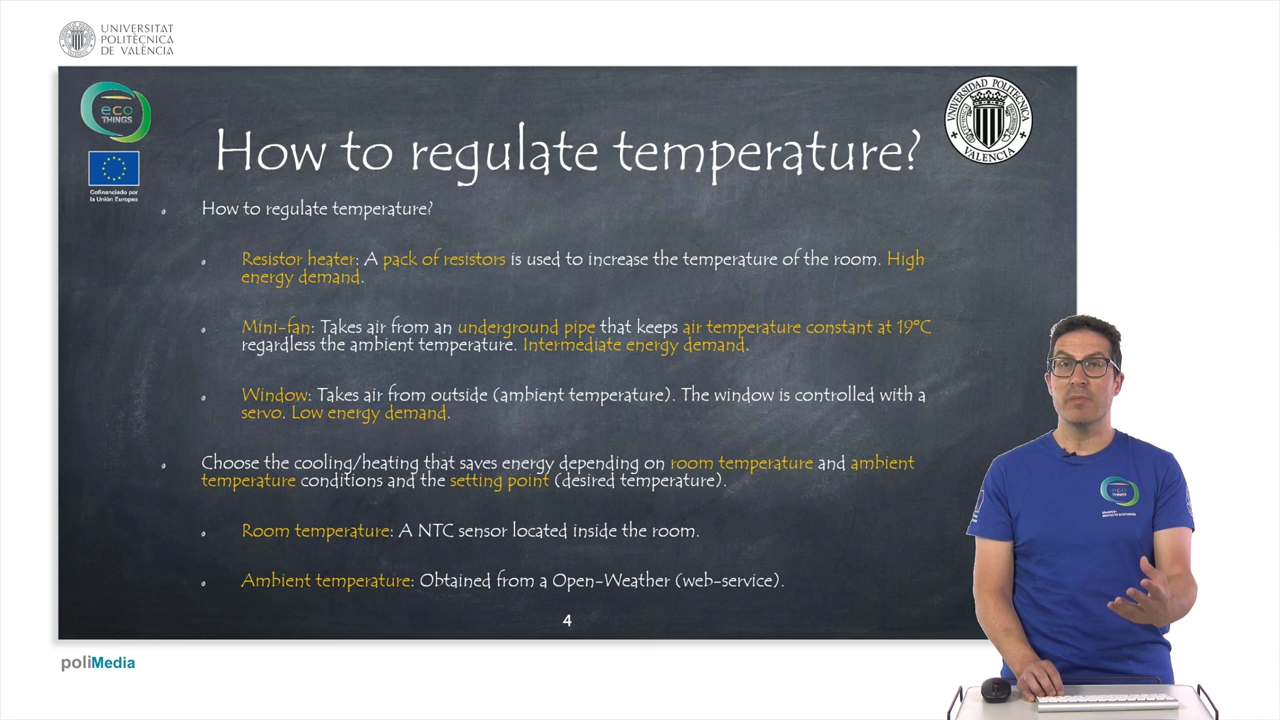 UNIVERSITAT
POLITÈCNICA
DE VALÈNCIA
eco
THINGS
Cofinanciado por
la Unión Europea
UNIVERSIDAD POLITECNICA
VALENCIA
How to regulate temperature?
How to regulate temperature?
Resistor heater: A pack of resistors is used to increase the temperature of the room. High
energy demand.
Mini-fan: Takes air from an underground pipe that keeps air temperature constant at 19ºC
regardless the ambient temperature. Intermediate energy demand.
Window: Takes air from outside (ambient temperature). The window is controlled with a
servo. Low energy demand.
Choose the cooling/heating that saves energy depending on room temperature and ambient
temperature conditions and the setting point (desired temperature).
Room temperature: A NTC sensor located inside the room.
Ambient temperature: Obtained from a Open-Weather (web-service).
4
eco
THINGS
poliMedia